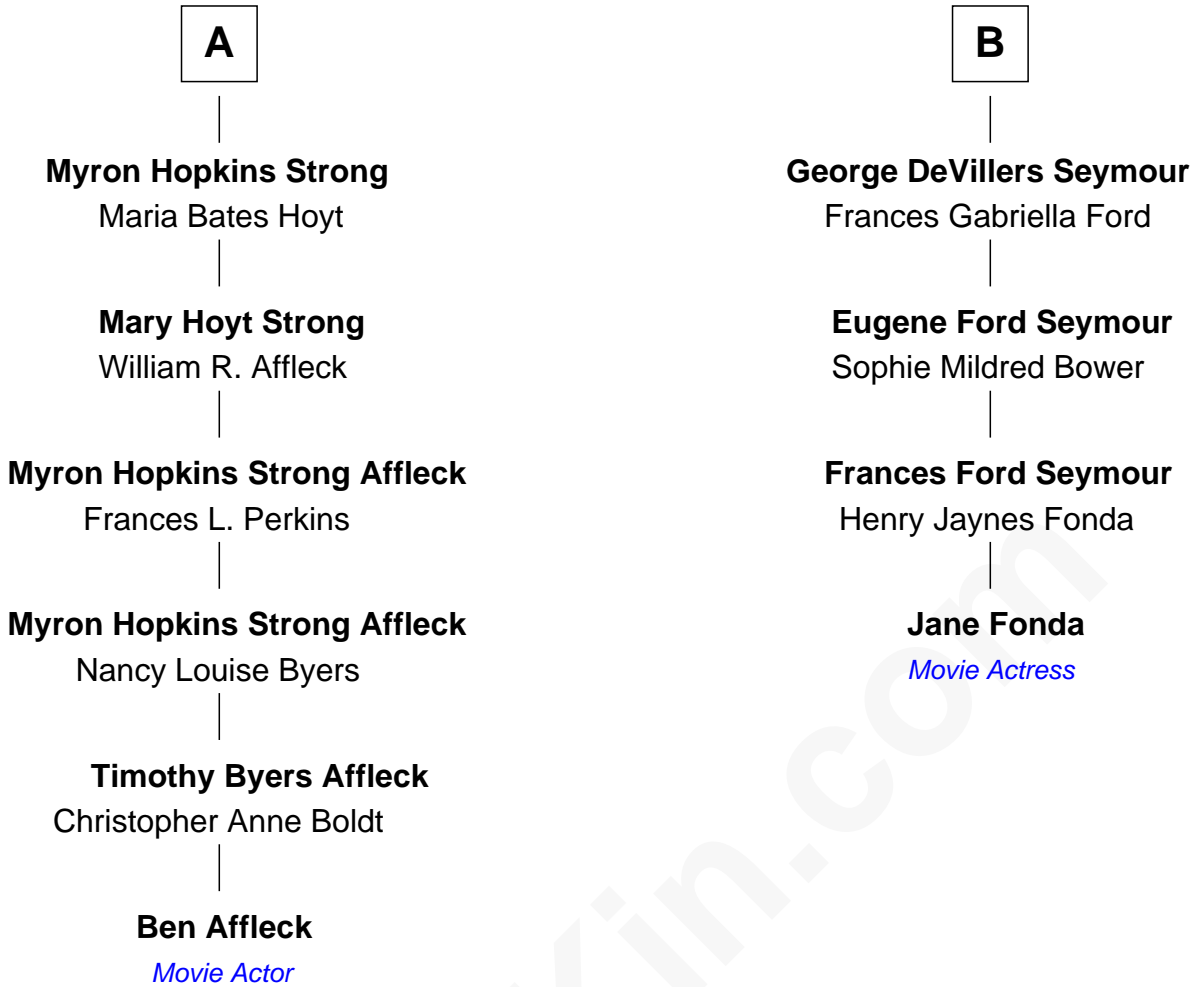 A
B
Myron Hopkins Strong
George DeVillers Seymour
Maria Bates Hoyt
Frances Gabriella Ford
Mary Hoyt Strong
Eugene Ford Seymour
William R. Affleck
Sophie Mildred Bower
Myron Hopkins Strong Affleck
Frances Ford Seymour
Frances L. Perkins
Henry Jaynes Fonda
Myron Hopkins Strong Affleck
Jane Fonda
Nancy Louise Byers
Movie Actress
Timothy Byers Affleck
Christopher Anne Boldt
Ben Affleck
Movie Actor
Kin.com